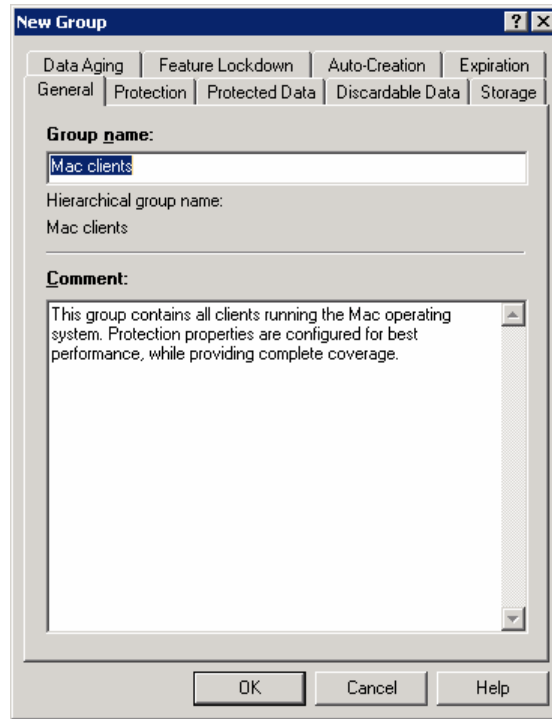 New Group
Data Aging Feature Lockdown Auto-Creation Expiration
General Protection Protected Data Discardable Data Storage
Group name:
Mac clients
Hierarchical group name:
Mac clients
Comment:
This group contains all clients running the Mac operating
system. Protection properties are configured for best
performance, while providing complete coverage.
OK Cancel Help